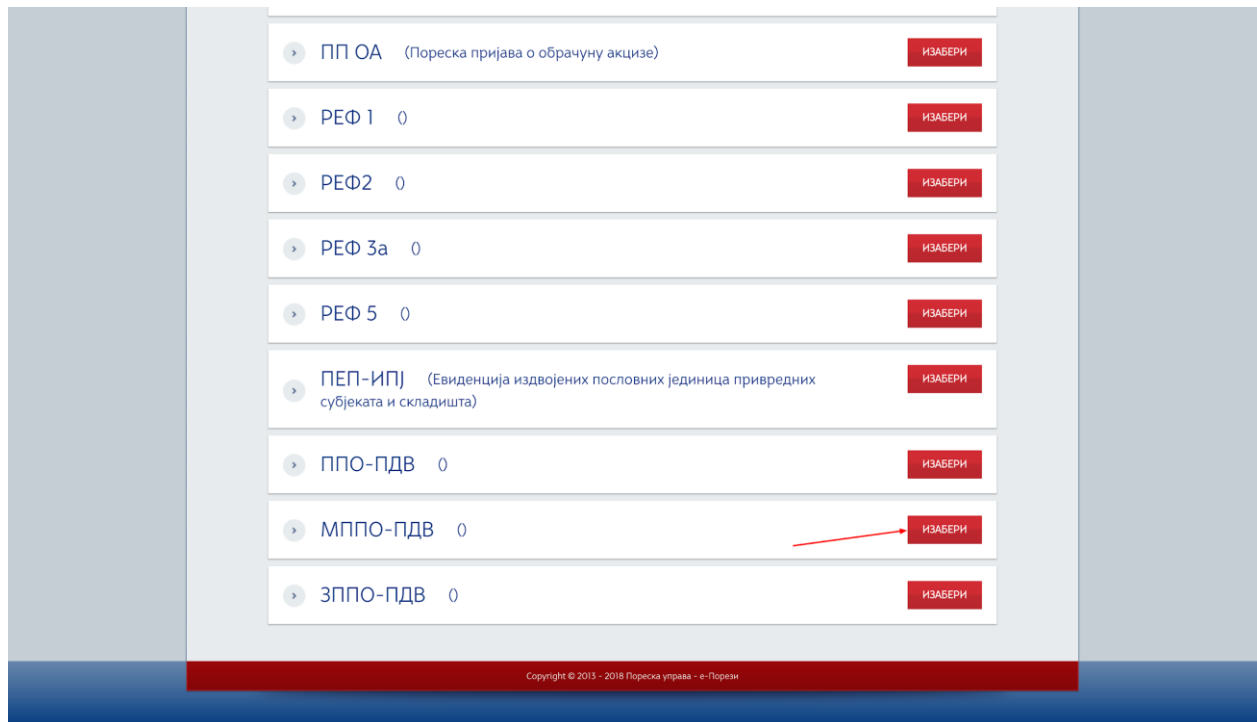 ПП ОА (Пореска пријава о обрачуну акцизе) ИЗАБЕРИ
РЕФ 1 () ИЗАБЕРИ
РЕФ2 () ИЗАБЕРИ
РЕФ 3а () ИЗАБЕРИ
РЕФ 5 () ИЗАБЕРИ
ПЕП-ИПЈ (Евиденција издвојених пословних јединица привредних ИЗАБЕРИ
субјеката и складишта)
ППО-ПДВ () ИЗАБЕРИ
МППО-ПДВ () ИЗАБЕРИ
ЗППО-ПДВ () ИЗАБЕРИ
Copyright © 2013 - 2018 Пореска управа - е-Порези